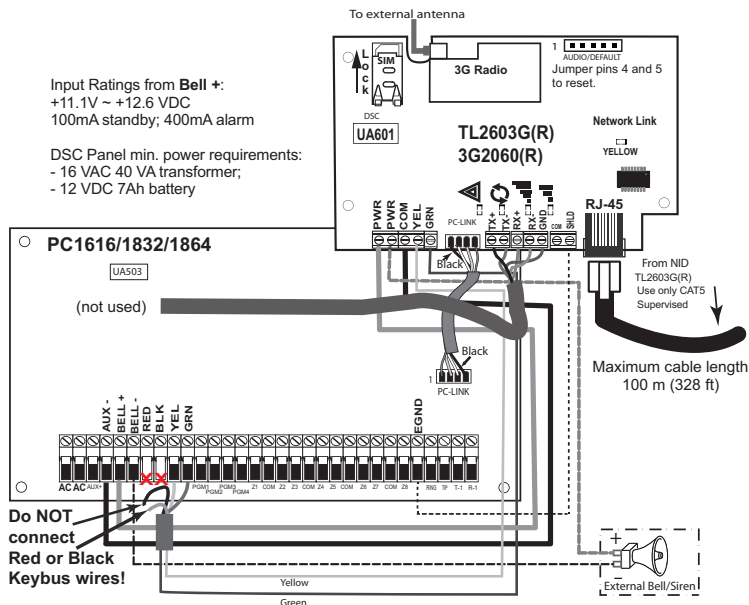 To external antenna
Input Ratings from Bell +:
+11.1V ~ +12.6 VDC
100mA standby; 400mA alarm
DSC Panel min. power requirements:
- 16 VAC 40 VA transformer;
- 12 VDC 7Ah battery
Lock
SIM
3G Radio
1
AUDIO/DEFAULT
Jumper pins 4 and 5
to reset.
DSC
UA601
TL2603G(R)
3G2060(R)
Network Link
YELLOW
RJ-45
PWR
PWR
COM
YEL
GRN
PC-LINK
TX+
TX-
RX+
RX-
GND
COM
SHLD
Black
From NID
TL2603G(R)
Use only CAT5
Supervised
Maximum cable length
100 m (328 ft)
PC1616/1832/1864
UA503
(not used)
Black
1
PC-LINK
AUX -
BELL +
BELL -
RED
BLK
YEL
GRN
EGND
AC AC AUX+
PGM1
PGM2
PGM3
PGM4
Z1 COM Z2 Z3 COM Z4 Z5 COM Z6 Z7 COM Z8
RING TIP T-1 R-1
Do NOT
connect
Red or Black
Keybus wires!
Yellow
Green
+
−
External Bell/Siren